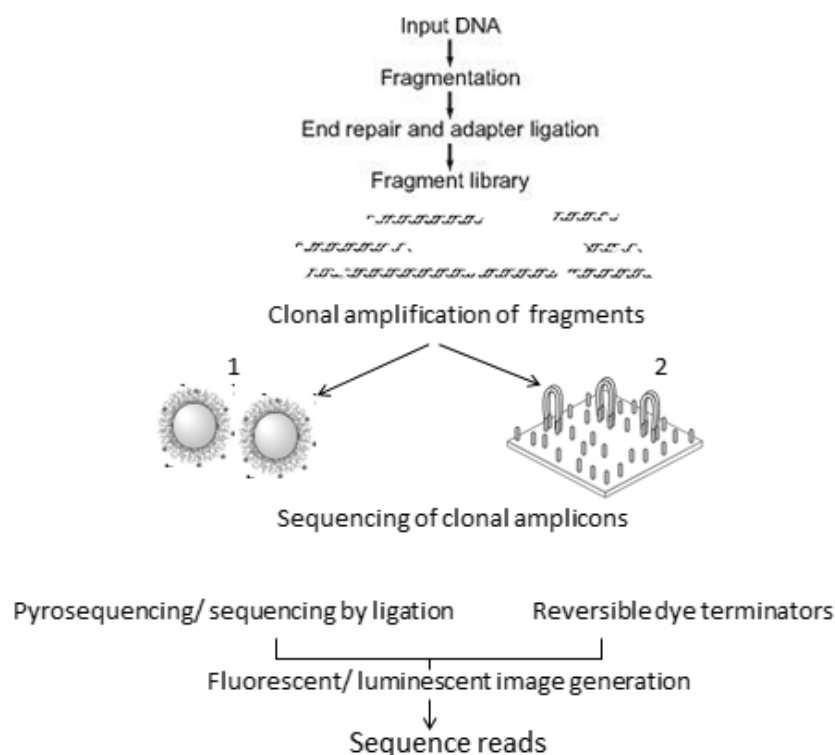 Input DNA
Fragmentation
End repair and adapter ligation
Fragment library
Clonal amplification of fragments
1
2
Sequencing of clonal amplicons
Pyrosequencing/ sequencing by ligation
Reversible dye terminators
Fluorescent/ luminescent image generation
Sequence reads